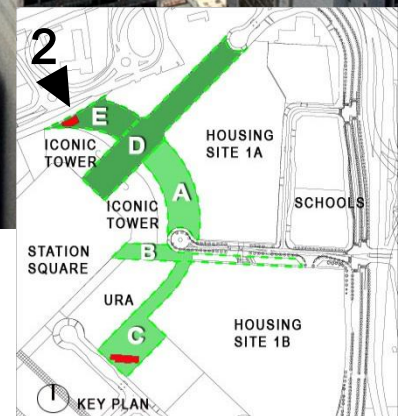 2
E
ICONIC
TOWER
D
HOUSING
SITE 1A
ICONIC
TOWER
A
SCHOOLS
STATION
SQUARE
B
URA
C
HOUSING
SITE 1B
KEY PLAN